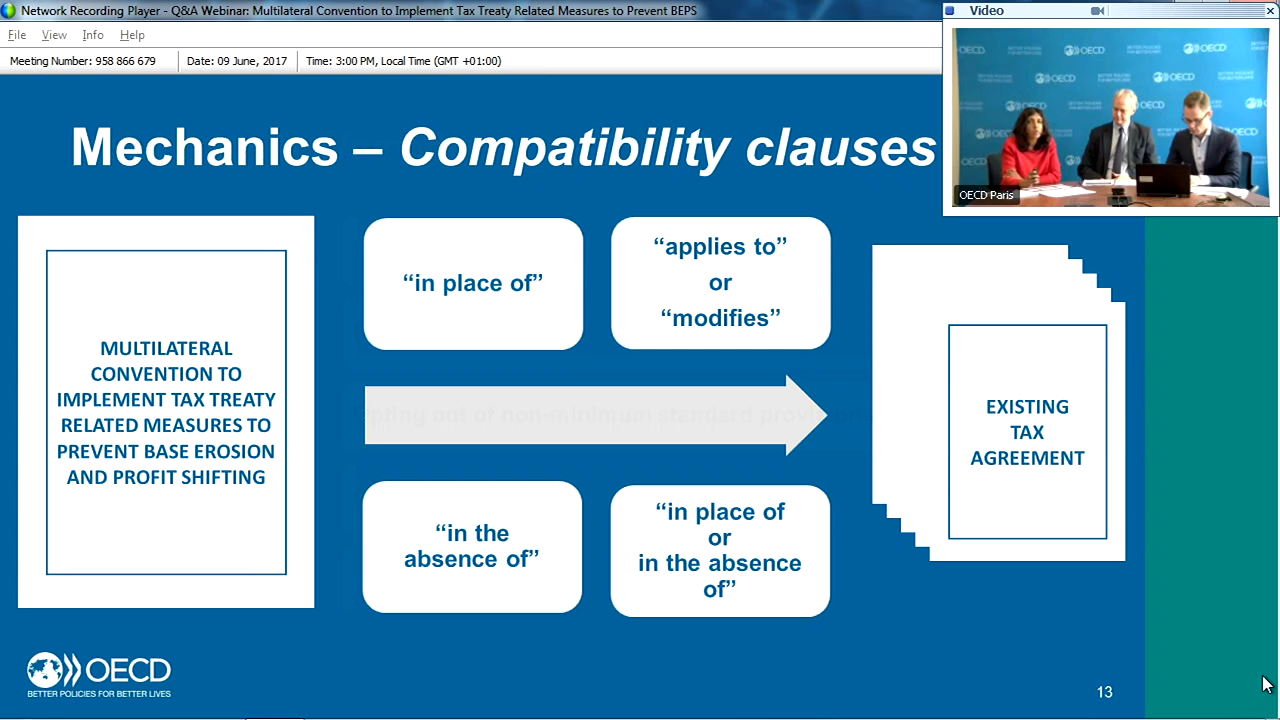 Network Recording Player - Q&A Webinar: Multilateral Convention to Implement Tax Treaty Related Measures to Prevent BEPS
File View Info Help
Meeting Number: 958 866 679 Date: 09 June, 2017 Time: 3:00 PM, Local Time (GMT +01:00)
Video
OECD Paris
Mechanics – Compatibility clauses
MULTILATERAL
CONVENTION TO
IMPLEMENT TAX TREATY
RELATED MEASURES TO
PREVENT BASE EROSION
AND PROFIT SHIFTING
“in place of”
“applies to”
or
“modifies”
out of non-minimum standard
“in the
absence of”
“in place of
or
in the absence
of”
EXISTING
TAX
AGREEMENT
OECD
BETTER POLICIES FOR BETTER LIVES
13